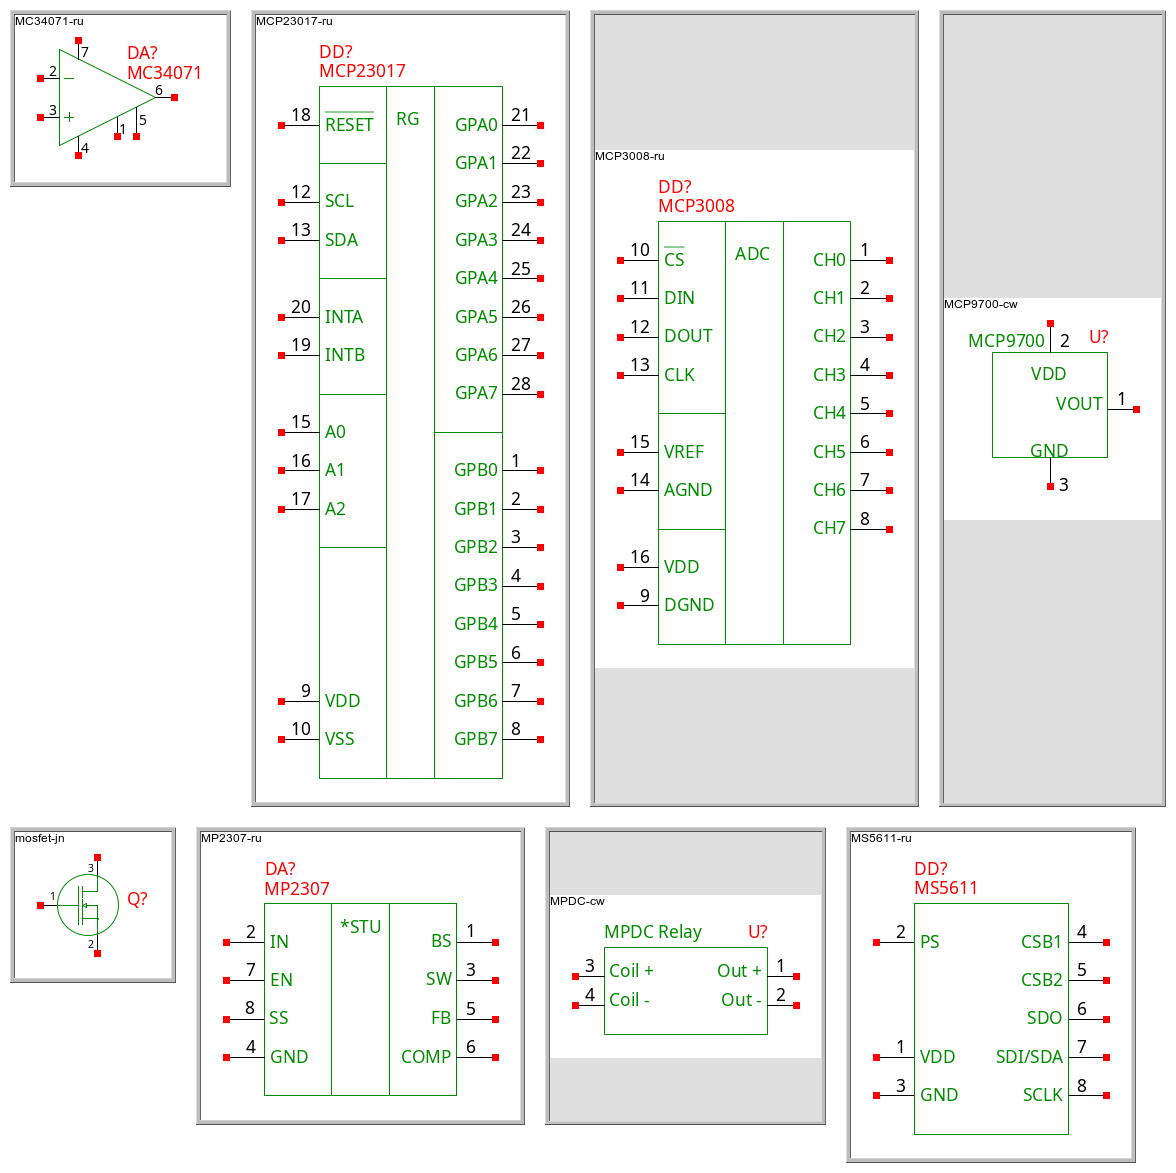 MC34071-ru
DA?
MC34071
7
2
3
6
1
5
4
MCP23017-ru
DD?
MCP23017
RG
18 RESET GPA0 21
GPA1 22
12 SCL GPA2 23
13 SDA GPA3 24
GPA4 25
20 INTA GPA5 26
19 INTB GPA6 27
GPA7 28
15 A0
16 A1 GPB0 1
17 A2 GPB1 2
GPB2 3
GPB3 4
GPB4 5
GPB5 6
9 VDD GPB6 7
10 VSS GPB7 8
MCP3008-ru
DD?
MCP3008
ADC
10 CS CH0 1
11 DIN CH1 2
12 DOUT CH2 3
13 CLK CH3 4
CH4 5
15 VREF CH5 6
14 AGND CH6 7
CH7 8
16 VDD
9 DGND
MCP9700-cw
MCP9700 2 U?
VDD
VOUT 1
GND
3
mosfet-jn
3
1
Q?
2
MP2307-ru
DA?
MP2307
*STU
2 IN BS 1
7 EN SW 3
8 SS FB 5
4 GND COMP 6
MPDC-cw
MPDC Relay U?
3 Coil + Out + 1
4 Coil - Out - 2
MS5611-ru
DD?
MS5611
2 PS CSB1 4
CSB2 5
SDO 6
1 VDD SDI/SDA 7
3 GND SCLK 8